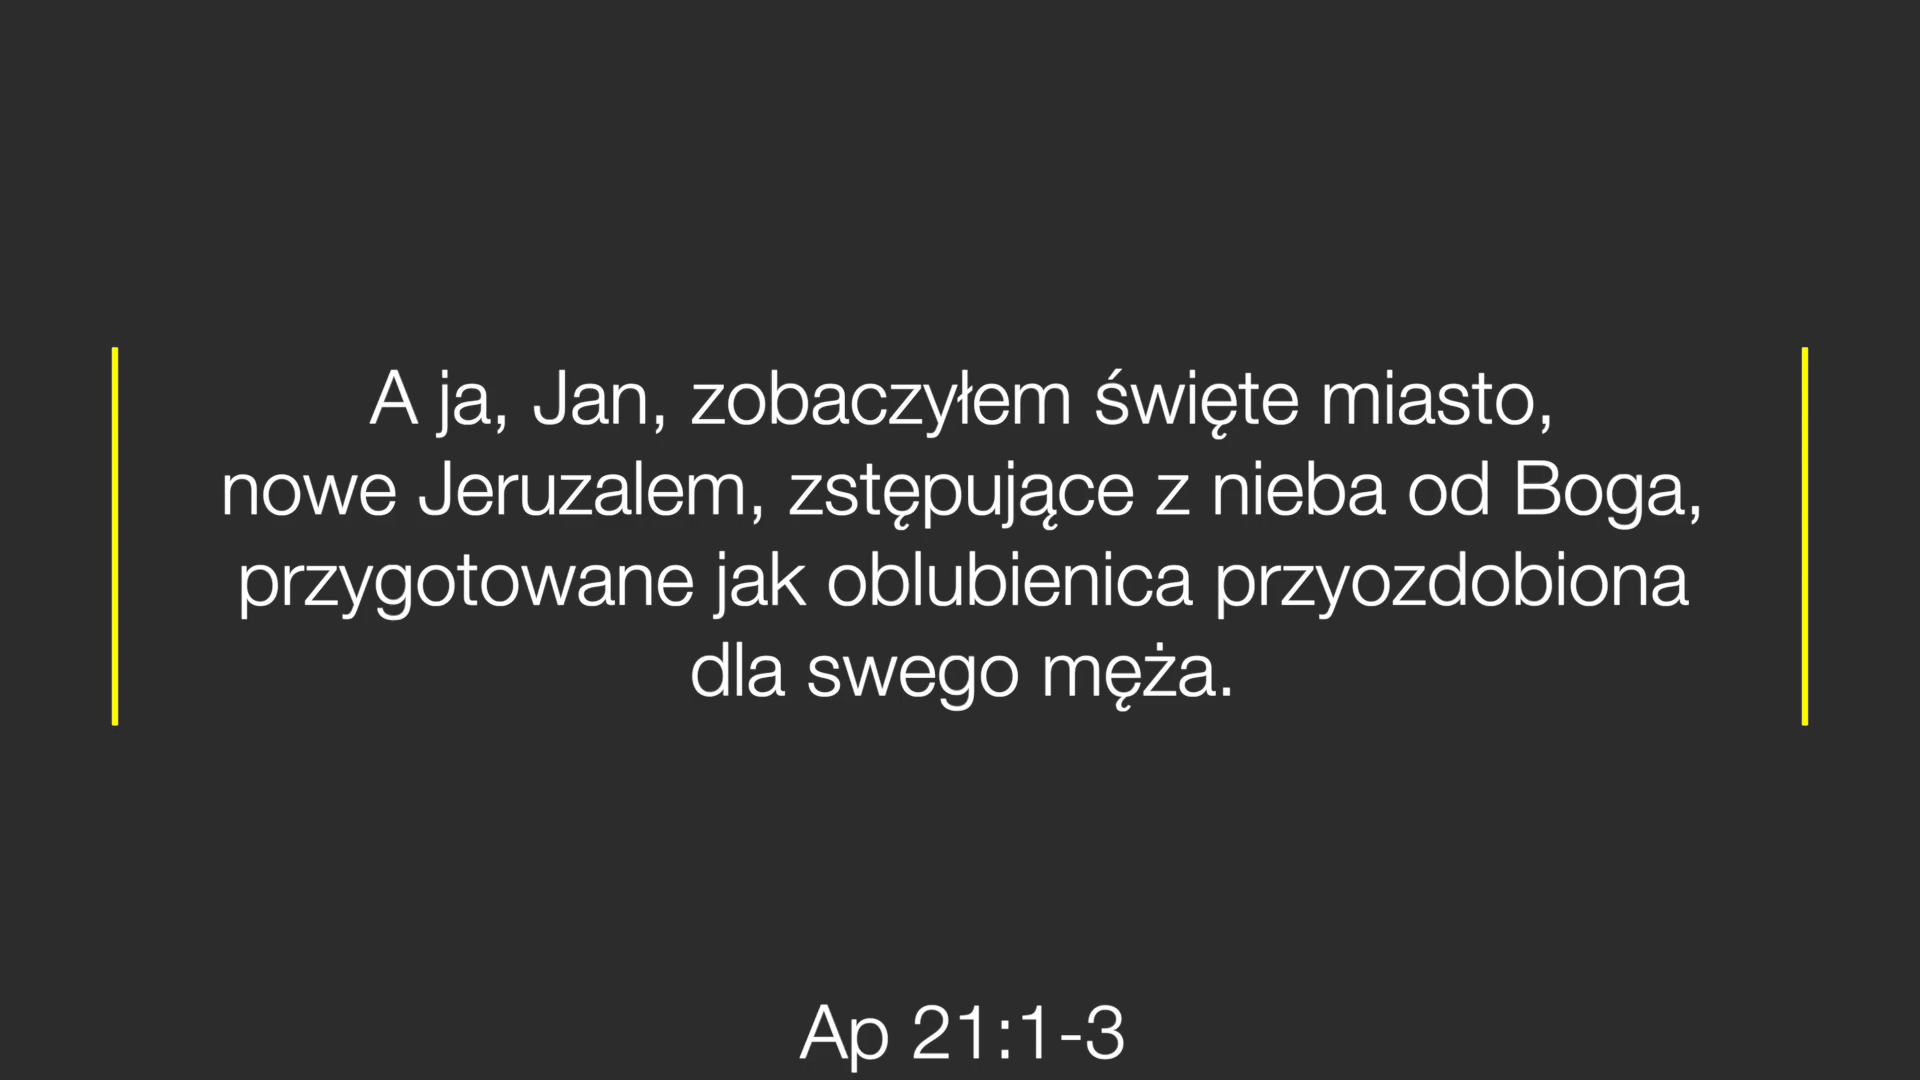 A ja, Jan, zobaczyłem święte miasto,
nowe Jeruzalem, zstępujące z nieba od Boga,
przygotowane jak oblubienica przyozdobiona
dla swego męża.
Ap 21:1-3